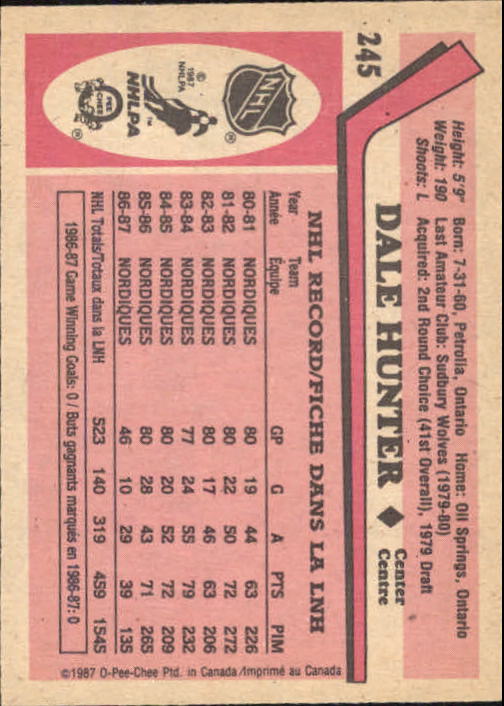 245
Height: 5'9" Born: 7-31-60, Petrolia, Ontario Home: Oil Springs, Ontario
Weight: 190 Last Amateur Club: Sudbury Wolves (1979-80)
Shoots: L Acquired: 2nd Round Choice (41st Overall), 1979 Draft
DALE HUNTER ◆ Center
Centre
NHL
®
© 1987 NHLPA
NHLPA
™
O PEE CHEE
®
NHL RECORD/FICHE DANS LA LNH
Year Team
Année Équipe GP G A PTS PIM
80-81 NORDIQUES 80 19 44 63 226
81-82 NORDIQUES 80 22 50 72 272
82-83 NORDIQUES 80 17 46 63 206
83-84 NORDIQUES 77 24 55 79 232
84-85 NORDIQUES 80 20 52 72 209
85-86 NORDIQUES 80 28 43 71 265
86-87 NORDIQUES 46 10 29 39 135
NHL Totals/Totaux dans la LNH 523 140 319 459 1545
1986-87 Game Winning Goals: 0 / Buts gagnants marqués en 1986-87: 0
©1987 O-Pee-Chee Ptd. in Canada/Imprimé au Canada